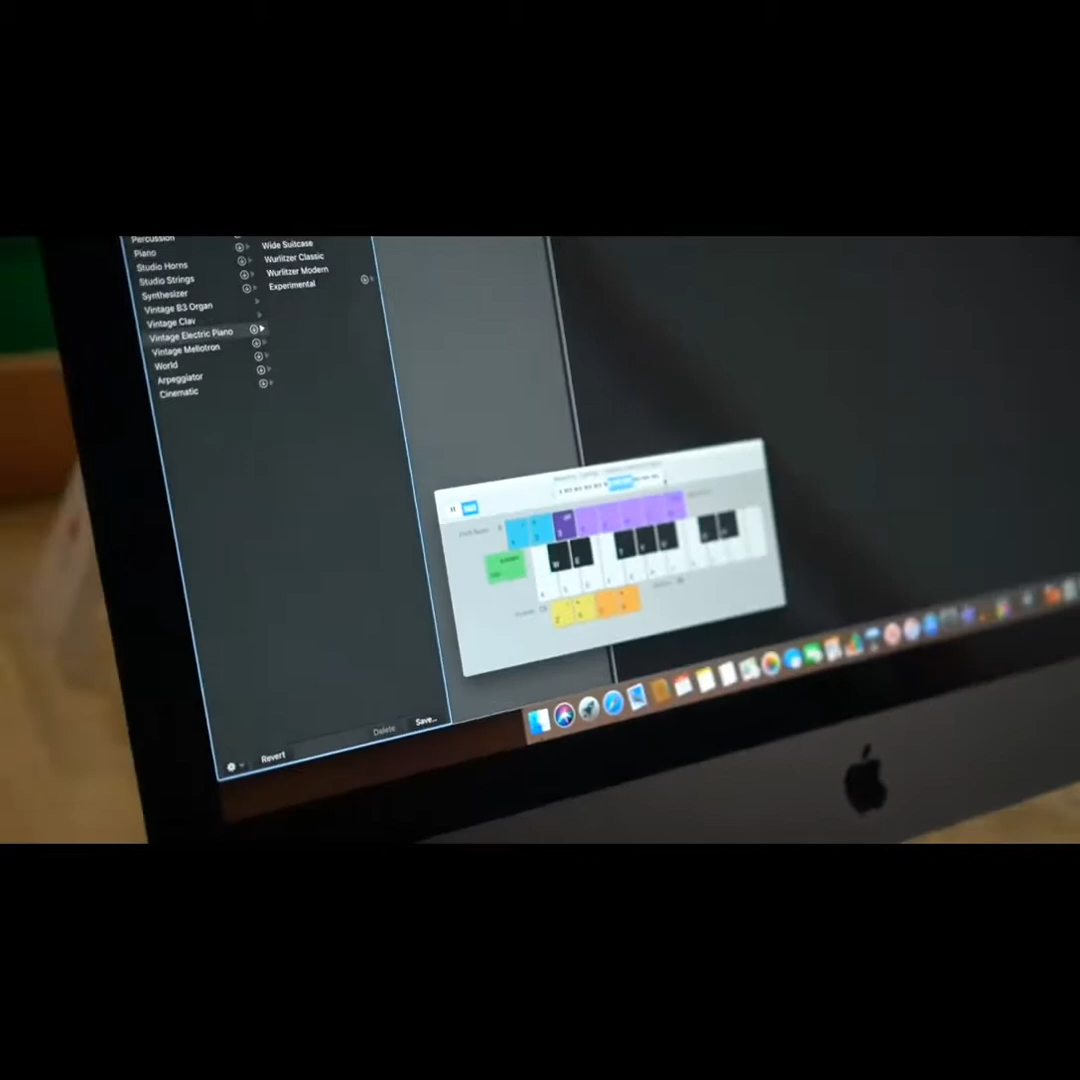 Percussion
Piano
Studio Horns
Studio Strings
Synthesizer
Vintage B3 Organ
Vintage Clav
Vintage Electric Piano
Vintage Mellotron
World
Arpeggiator
Cinematic
Wide Suitcase
Wurlitzer Classic
Wurlitzer Modern
Experimental
Revert
Delete
Save...